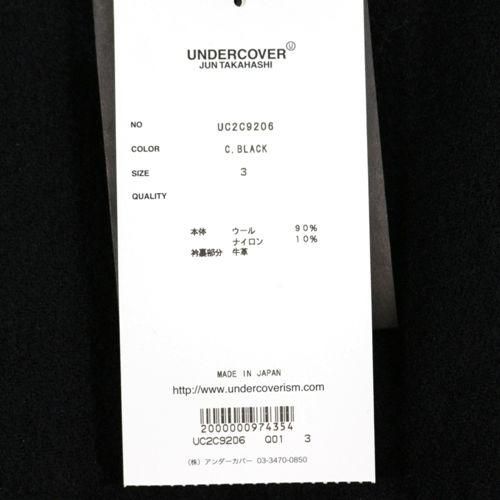 UNDERCOVER Ⓤ
JUN TAKAHASHI
NO UC2C9206
COLOR C.BLACK
SIZE 3
QUALITY
本体 ウール 90%
ナイロン 10%
衿裏部分 牛革
MADE IN JAPAN
http://www.undercoverism.com
2000000974354
UC2C9206 Q01 3
(株) アンダーカバー 03-3470-0850